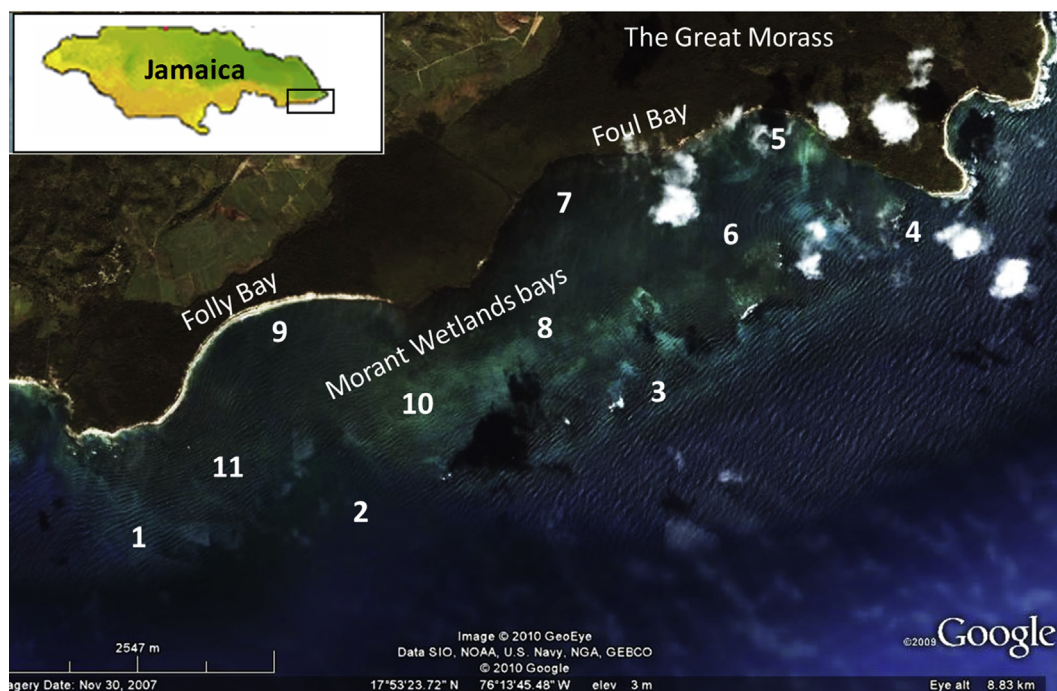 The Great Morass
Jamaica
Foul Bay
5
7
6
4
Folly Bay
Morant Wetlands bays
9
8
3
10
11
2
1
2547 m
Image © 2010 GeoEye
Data SIO, NOAA, U.S. Navy, NGA, GEBCO
© 2010 Google
©2009 Google
agery Date: Nov 30, 2007
17°53'23.72" N 76°13'45.48" W elev 3 m
Eye alt 8.83 km